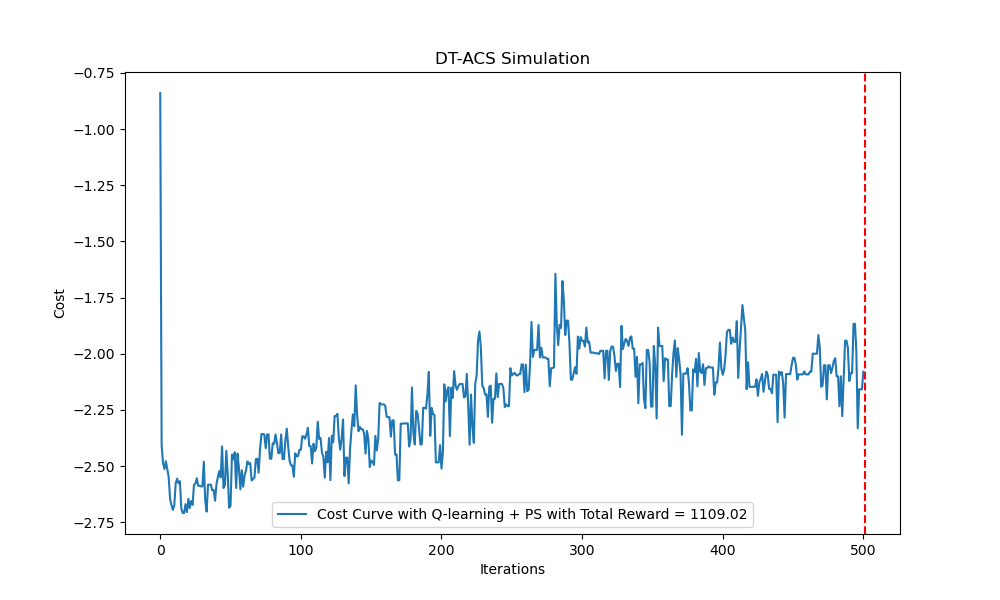 DT-ACS Simulation
−0.75
−1.00
−1.25
−1.50
−1.75
−2.00
−2.25
−2.50
−2.75
Cost
Cost Curve with Q-learning + PS with Total Reward = 1109.02
0 100 200 300 400 500
Iterations